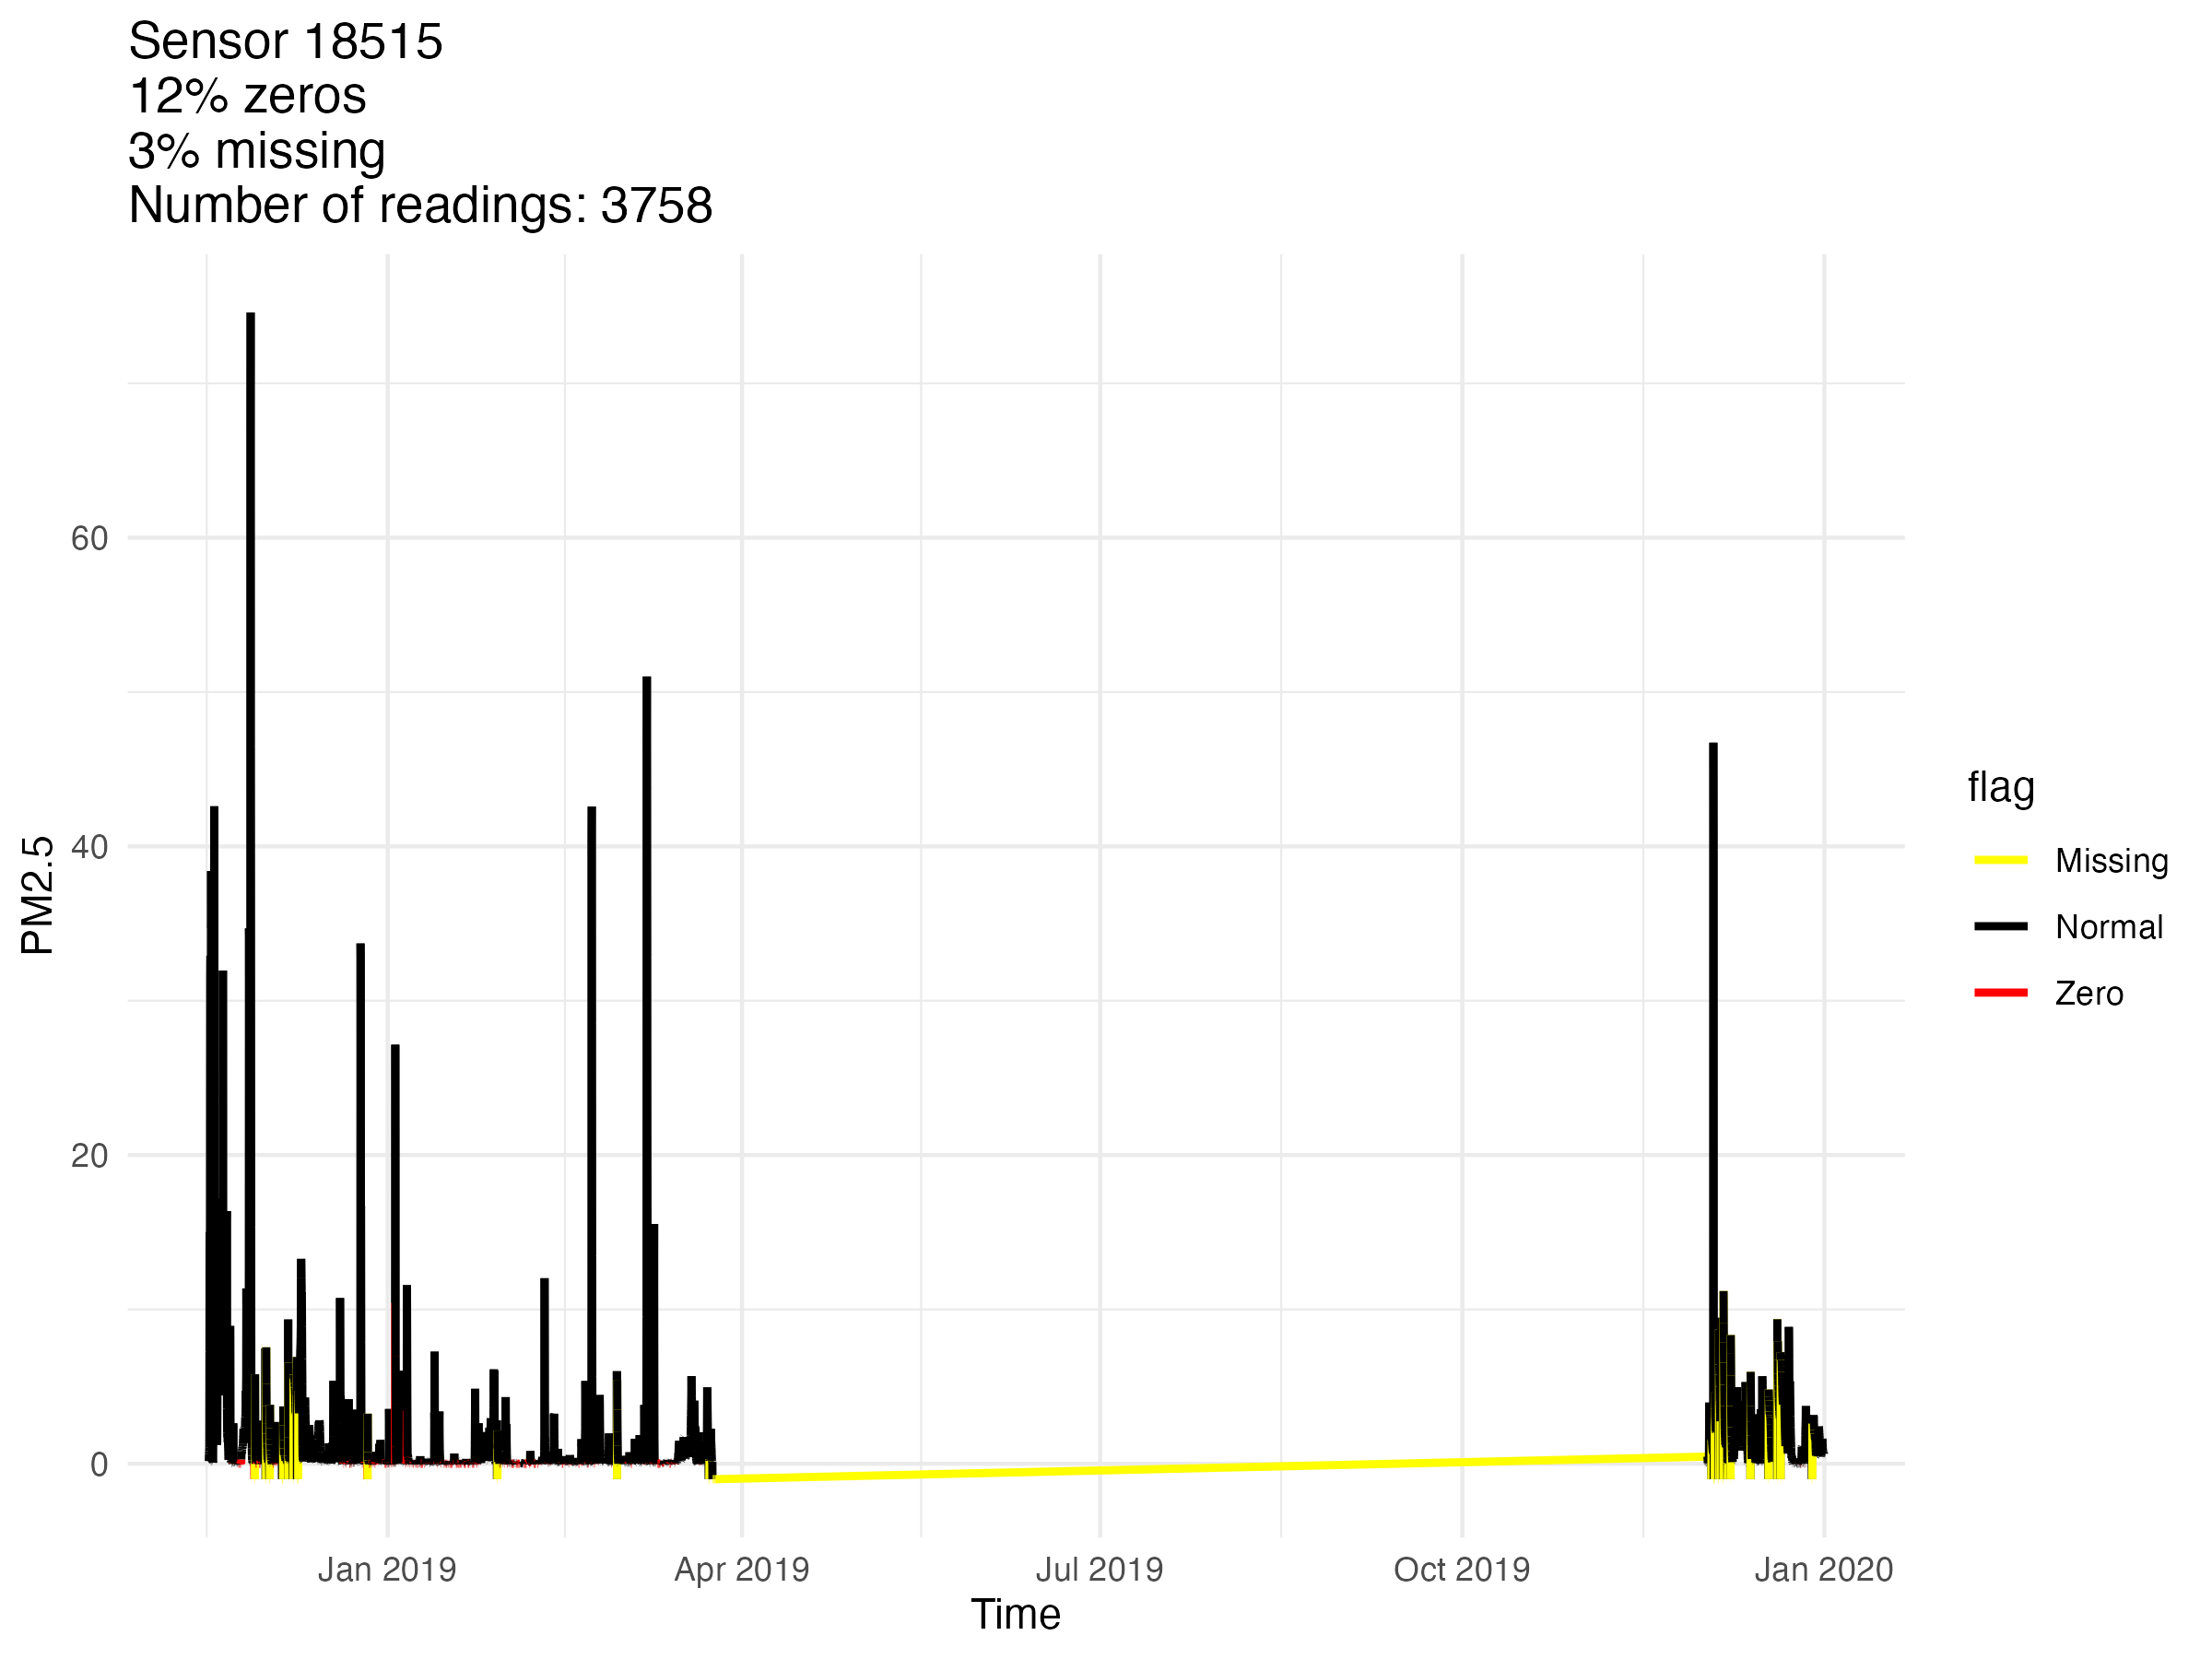 Sensor 18515
12% zeros
3% missing
Number of readings: 3758
60
40
20
0
PM2.5
Jan 2019
Apr 2019
Jul 2019
Oct 2019
Jan 2020
Time
flag
Missing
Normal
Zero